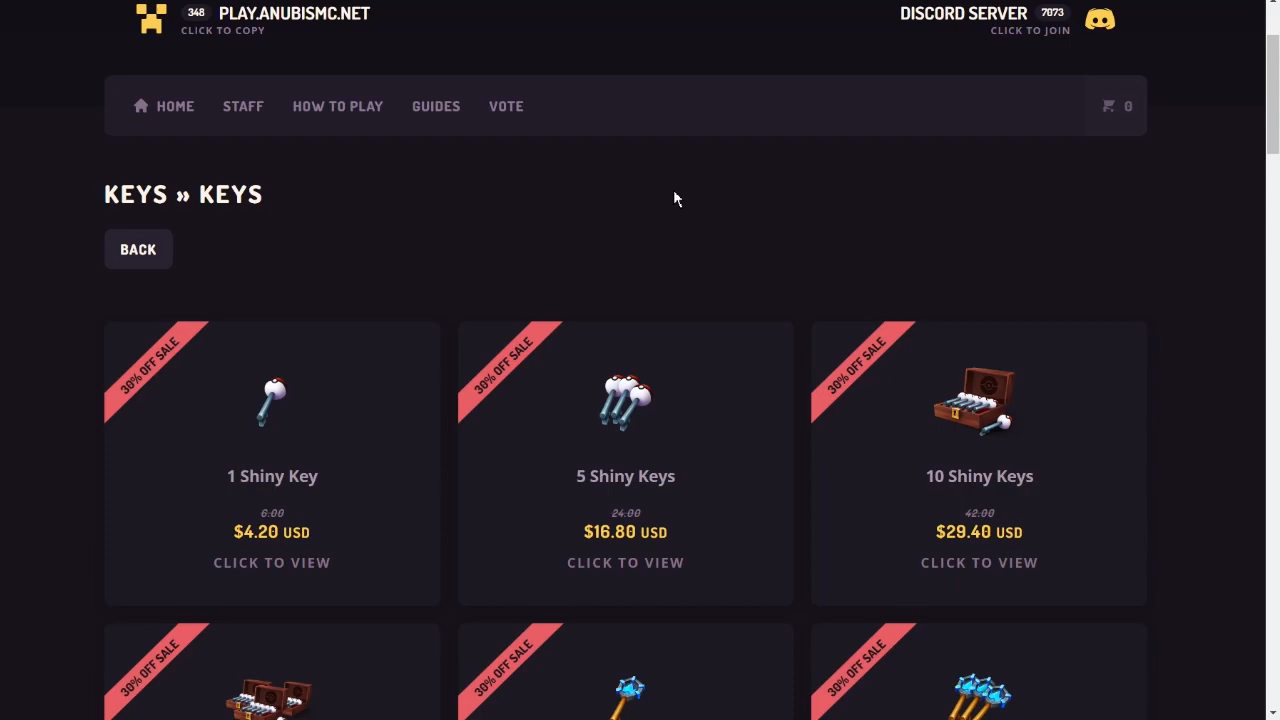 348 PLAY.ANUBISMC.NET
CLICK TO COPY
DISCORD SERVER 7073
CLICK TO JOIN
HOME STAFF HOW TO PLAY GUIDES VOTE 0
KEYS » KEYS
BACK
30% OFF SALE
1 Shiny Key
6.00
$4.20 USD
CLICK TO VIEW
30% OFF SALE
5 Shiny Keys
24.00
$16.80 USD
CLICK TO VIEW
30% OFF SALE
10 Shiny Keys
42.00
$29.40 USD
CLICK TO VIEW
30% OFF SALE
30% OFF SALE
30% OFF SALE